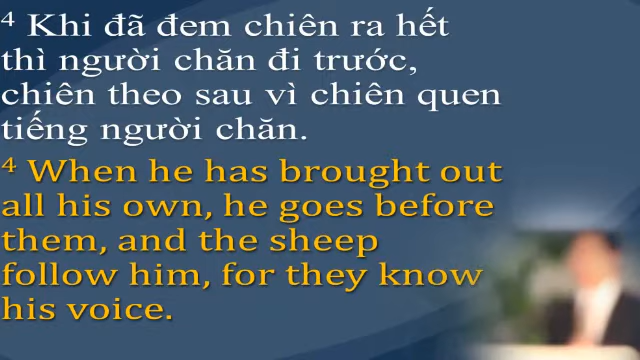 ⁴ Khi đã đem chiên ra hết
thì người chăn đi trước,
chiên theo sau vì chiên quen
tiếng người chăn.
⁴ When he has brought out
all his own, he goes before
them, and the sheep
follow him, for they know
his voice.